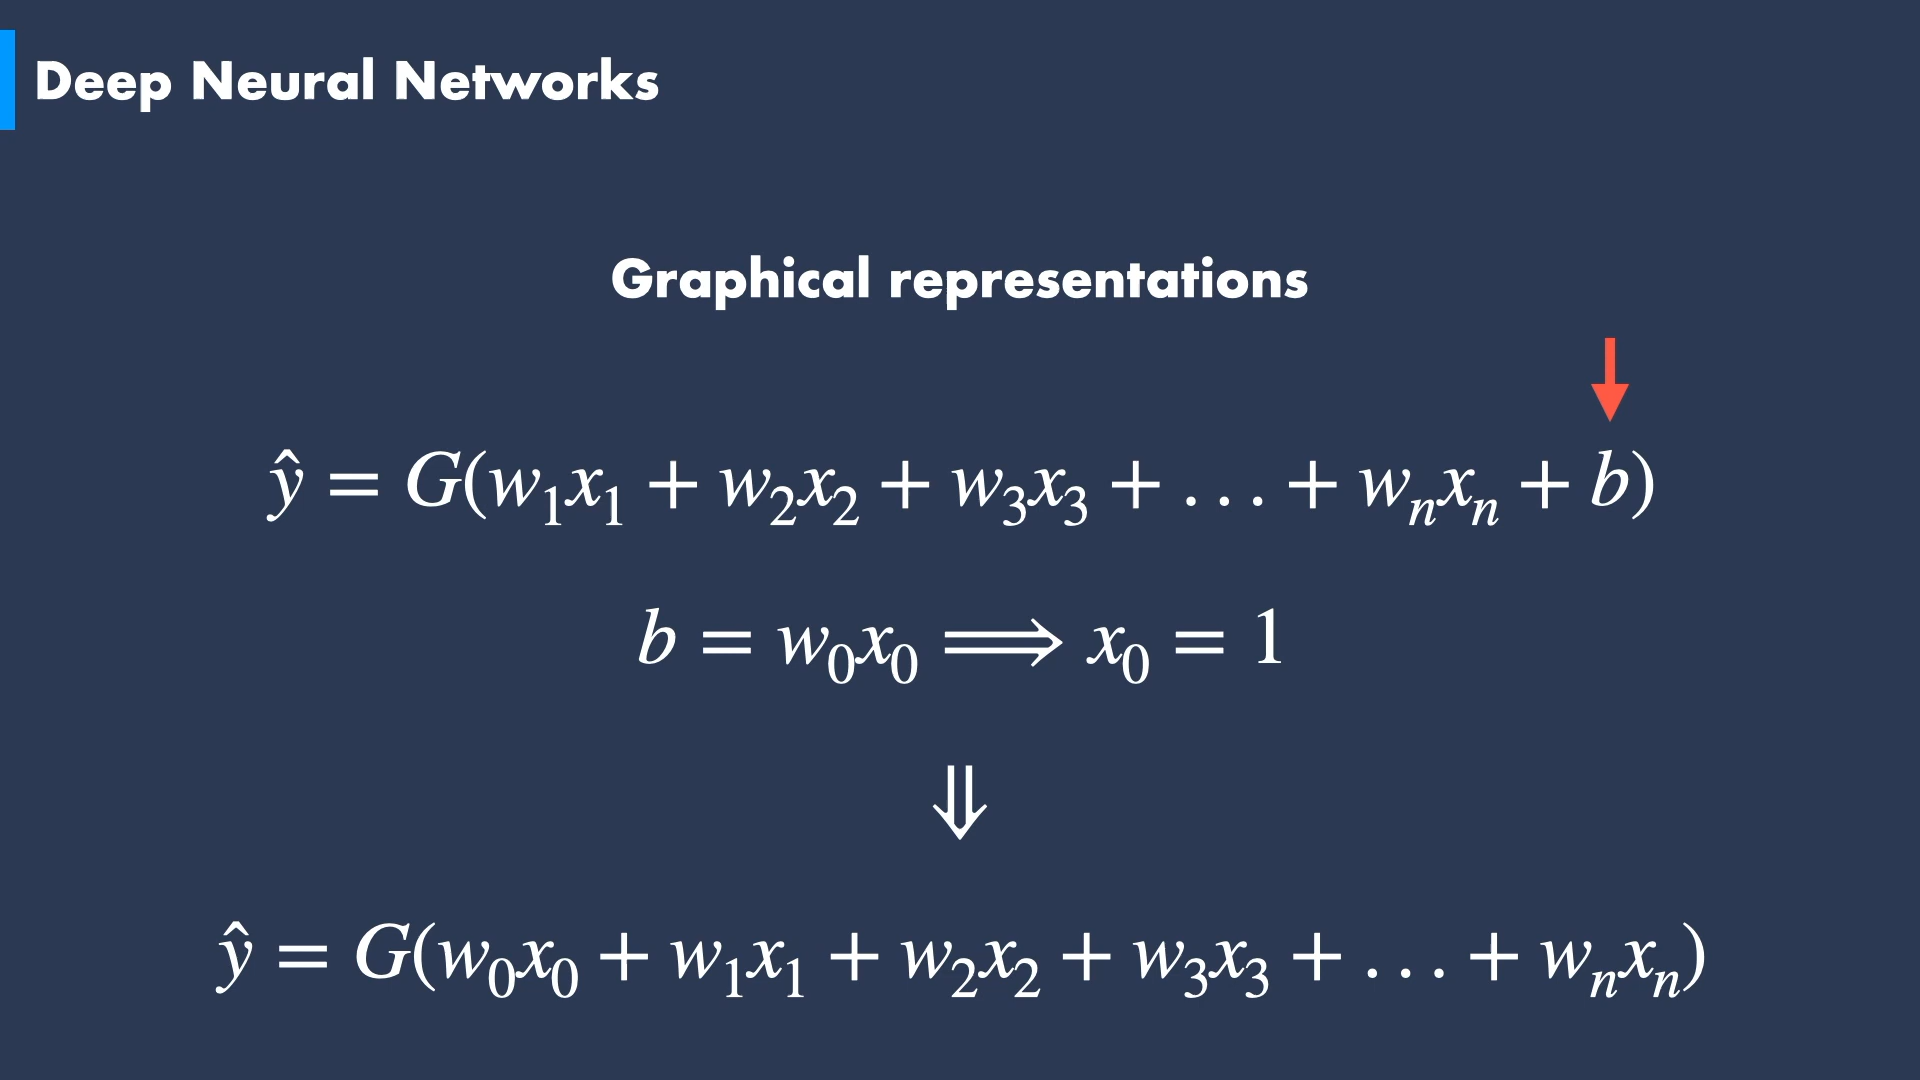 Deep Neural Networks
Graphical representations
ŷ = G(w₁x₁ + w₂x₂ + w₃x₃ + . . . + wₙxₙ + b)
b = w₀x₀ ⟹ x₀ = 1
⇓
ŷ = G(w₀x₀ + w₁x₁ + w₂x₂ + w₃x₃ + . . . + wₙxₙ)